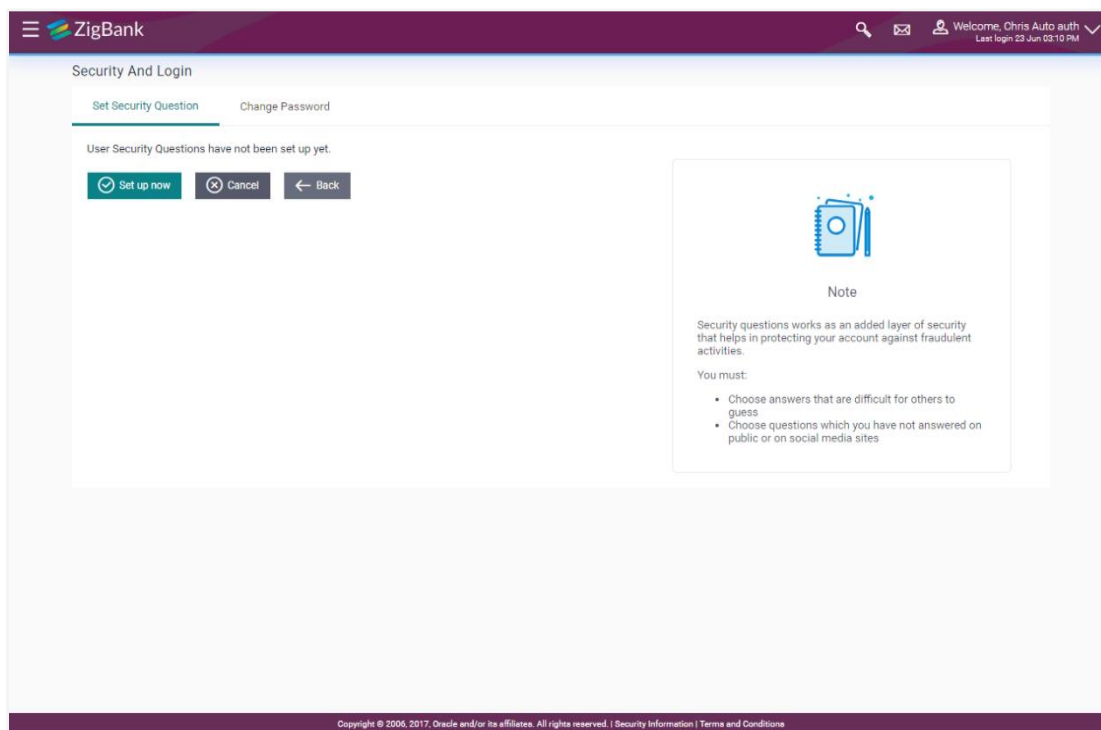 ZigBank
Welcome, Chris Auto auth
Last login 23 Jun 03:10 PM
Security And Login
Set Security Question
Change Password
User Security Questions have not been set up yet.
Set up now
Cancel
Back
Note
Security questions works as an added layer of security
that helps in protecting your account against fraudulent
activities.
You must:
• Choose answers that are difficult for others to
guess
• Choose questions which you have not answered on
public or on social media sites
Copyright © 2006, 2017, Oracle and/or its affiliates. All rights reserved. | Security Information | Terms and Conditions